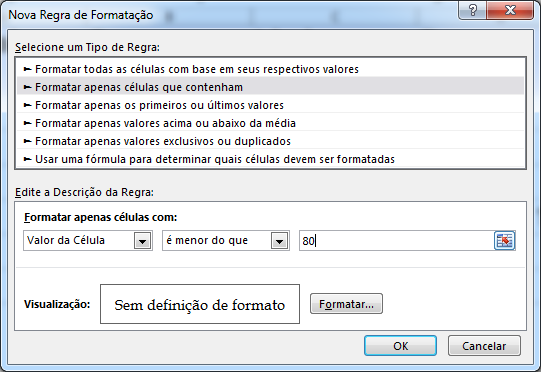 Nova Regra de Formatação
?
Selecione um Tipo de Regra:
► Formatar todas as células com base em seus respectivos valores
► Formatar apenas células que contenham
► Formatar apenas os primeiros ou últimos valores
► Formatar apenas valores acima ou abaixo da média
► Formatar apenas valores exclusivos ou duplicados
► Usar uma fórmula para determinar quais células devem ser formatadas
Edite a Descrição da Regra:
Formatar apenas células com:
Valor da Célula é menor do que 80
Visualização: Sem definição de formato Formatar...
OK Cancelar